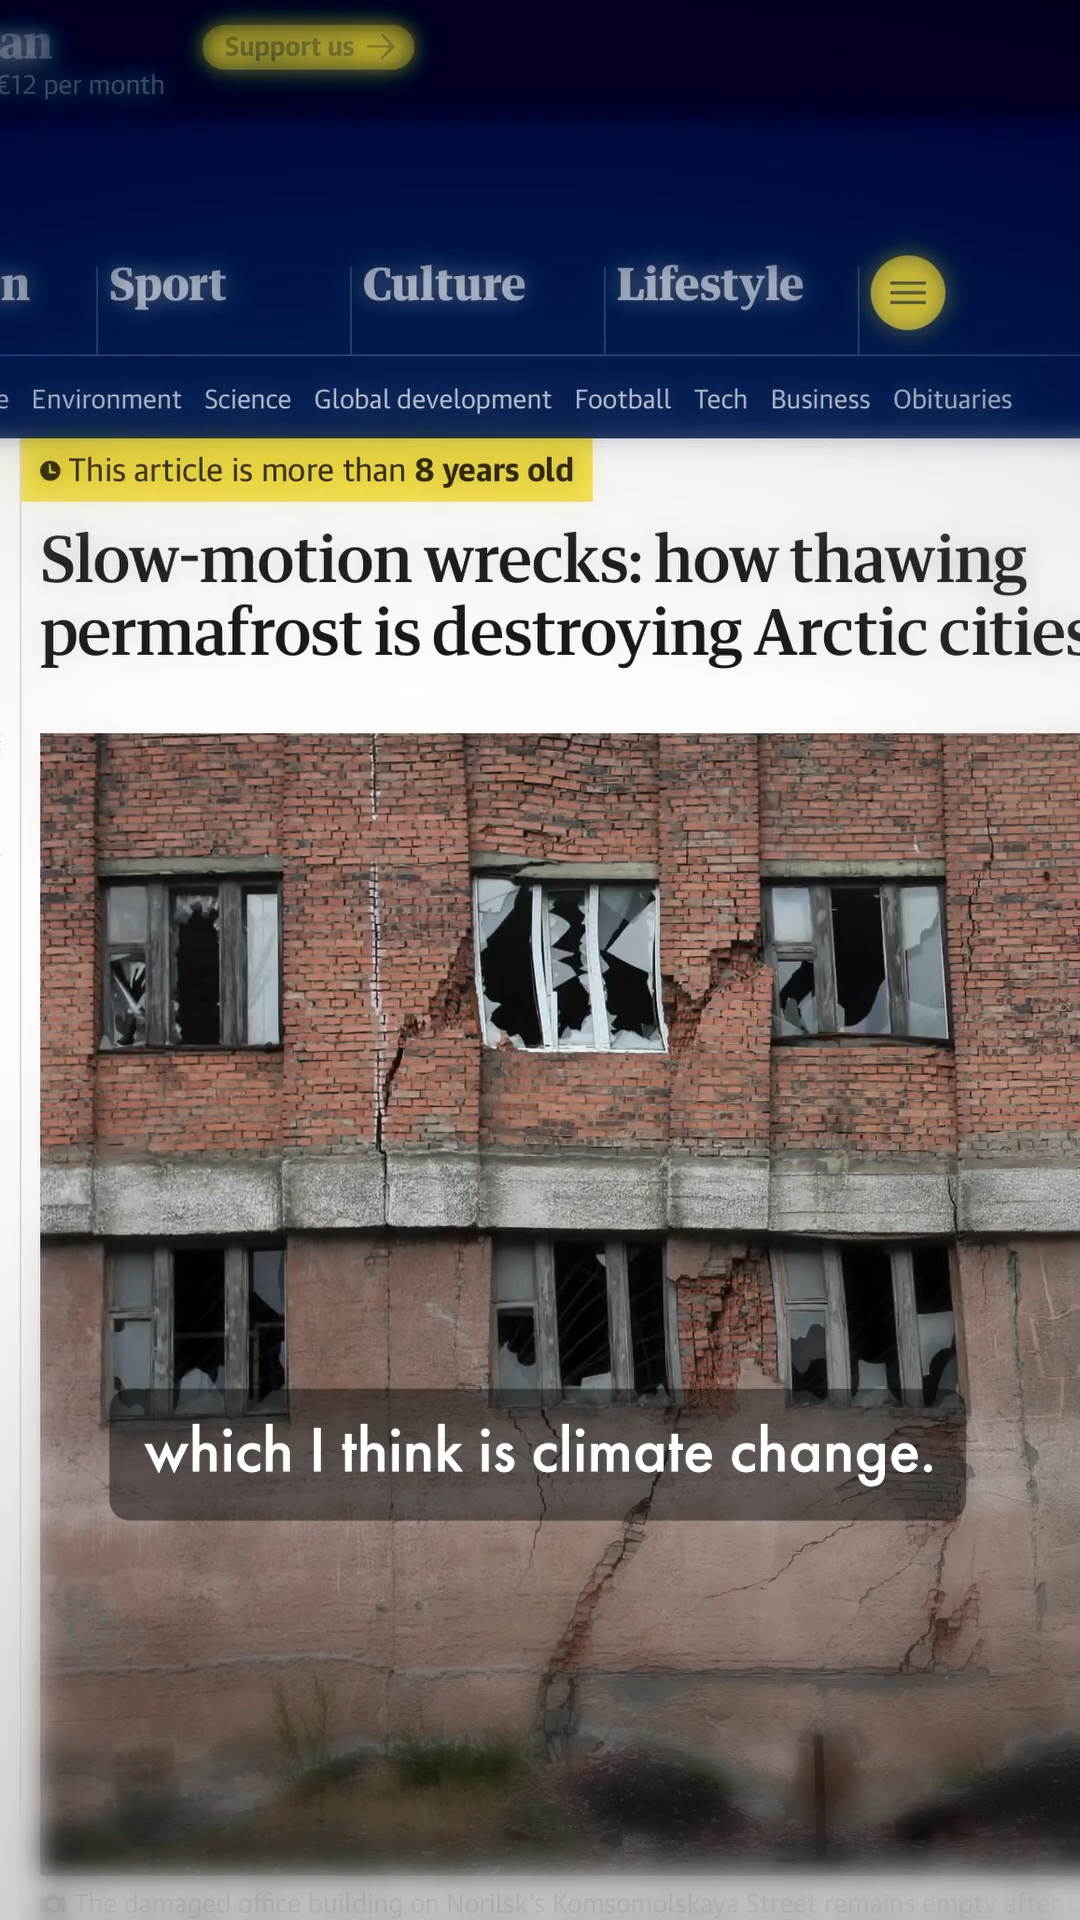 an
Support us
€12 per month
n
Sport
Culture
Lifestyle
e Environment Science Global development Football Tech Business Obituaries
This article is more than 8 years old
Slow-motion wrecks: how thawing
permafrost is destroying Arctic cities
which I think is climate change.
The damaged office building on Norilsk's Komsomolskaya Street remains empty after